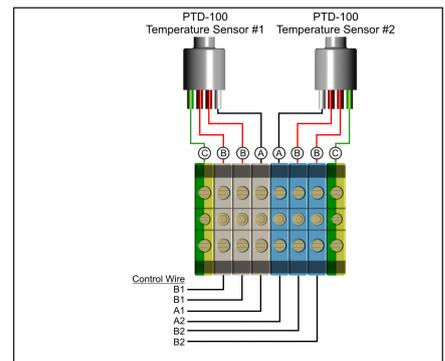 PTD-100
Temperature Sensor #1
PTD-100
Temperature Sensor #2
C B B A A B B C
Control Wire
B1
B1
A1
A2
B2
B2